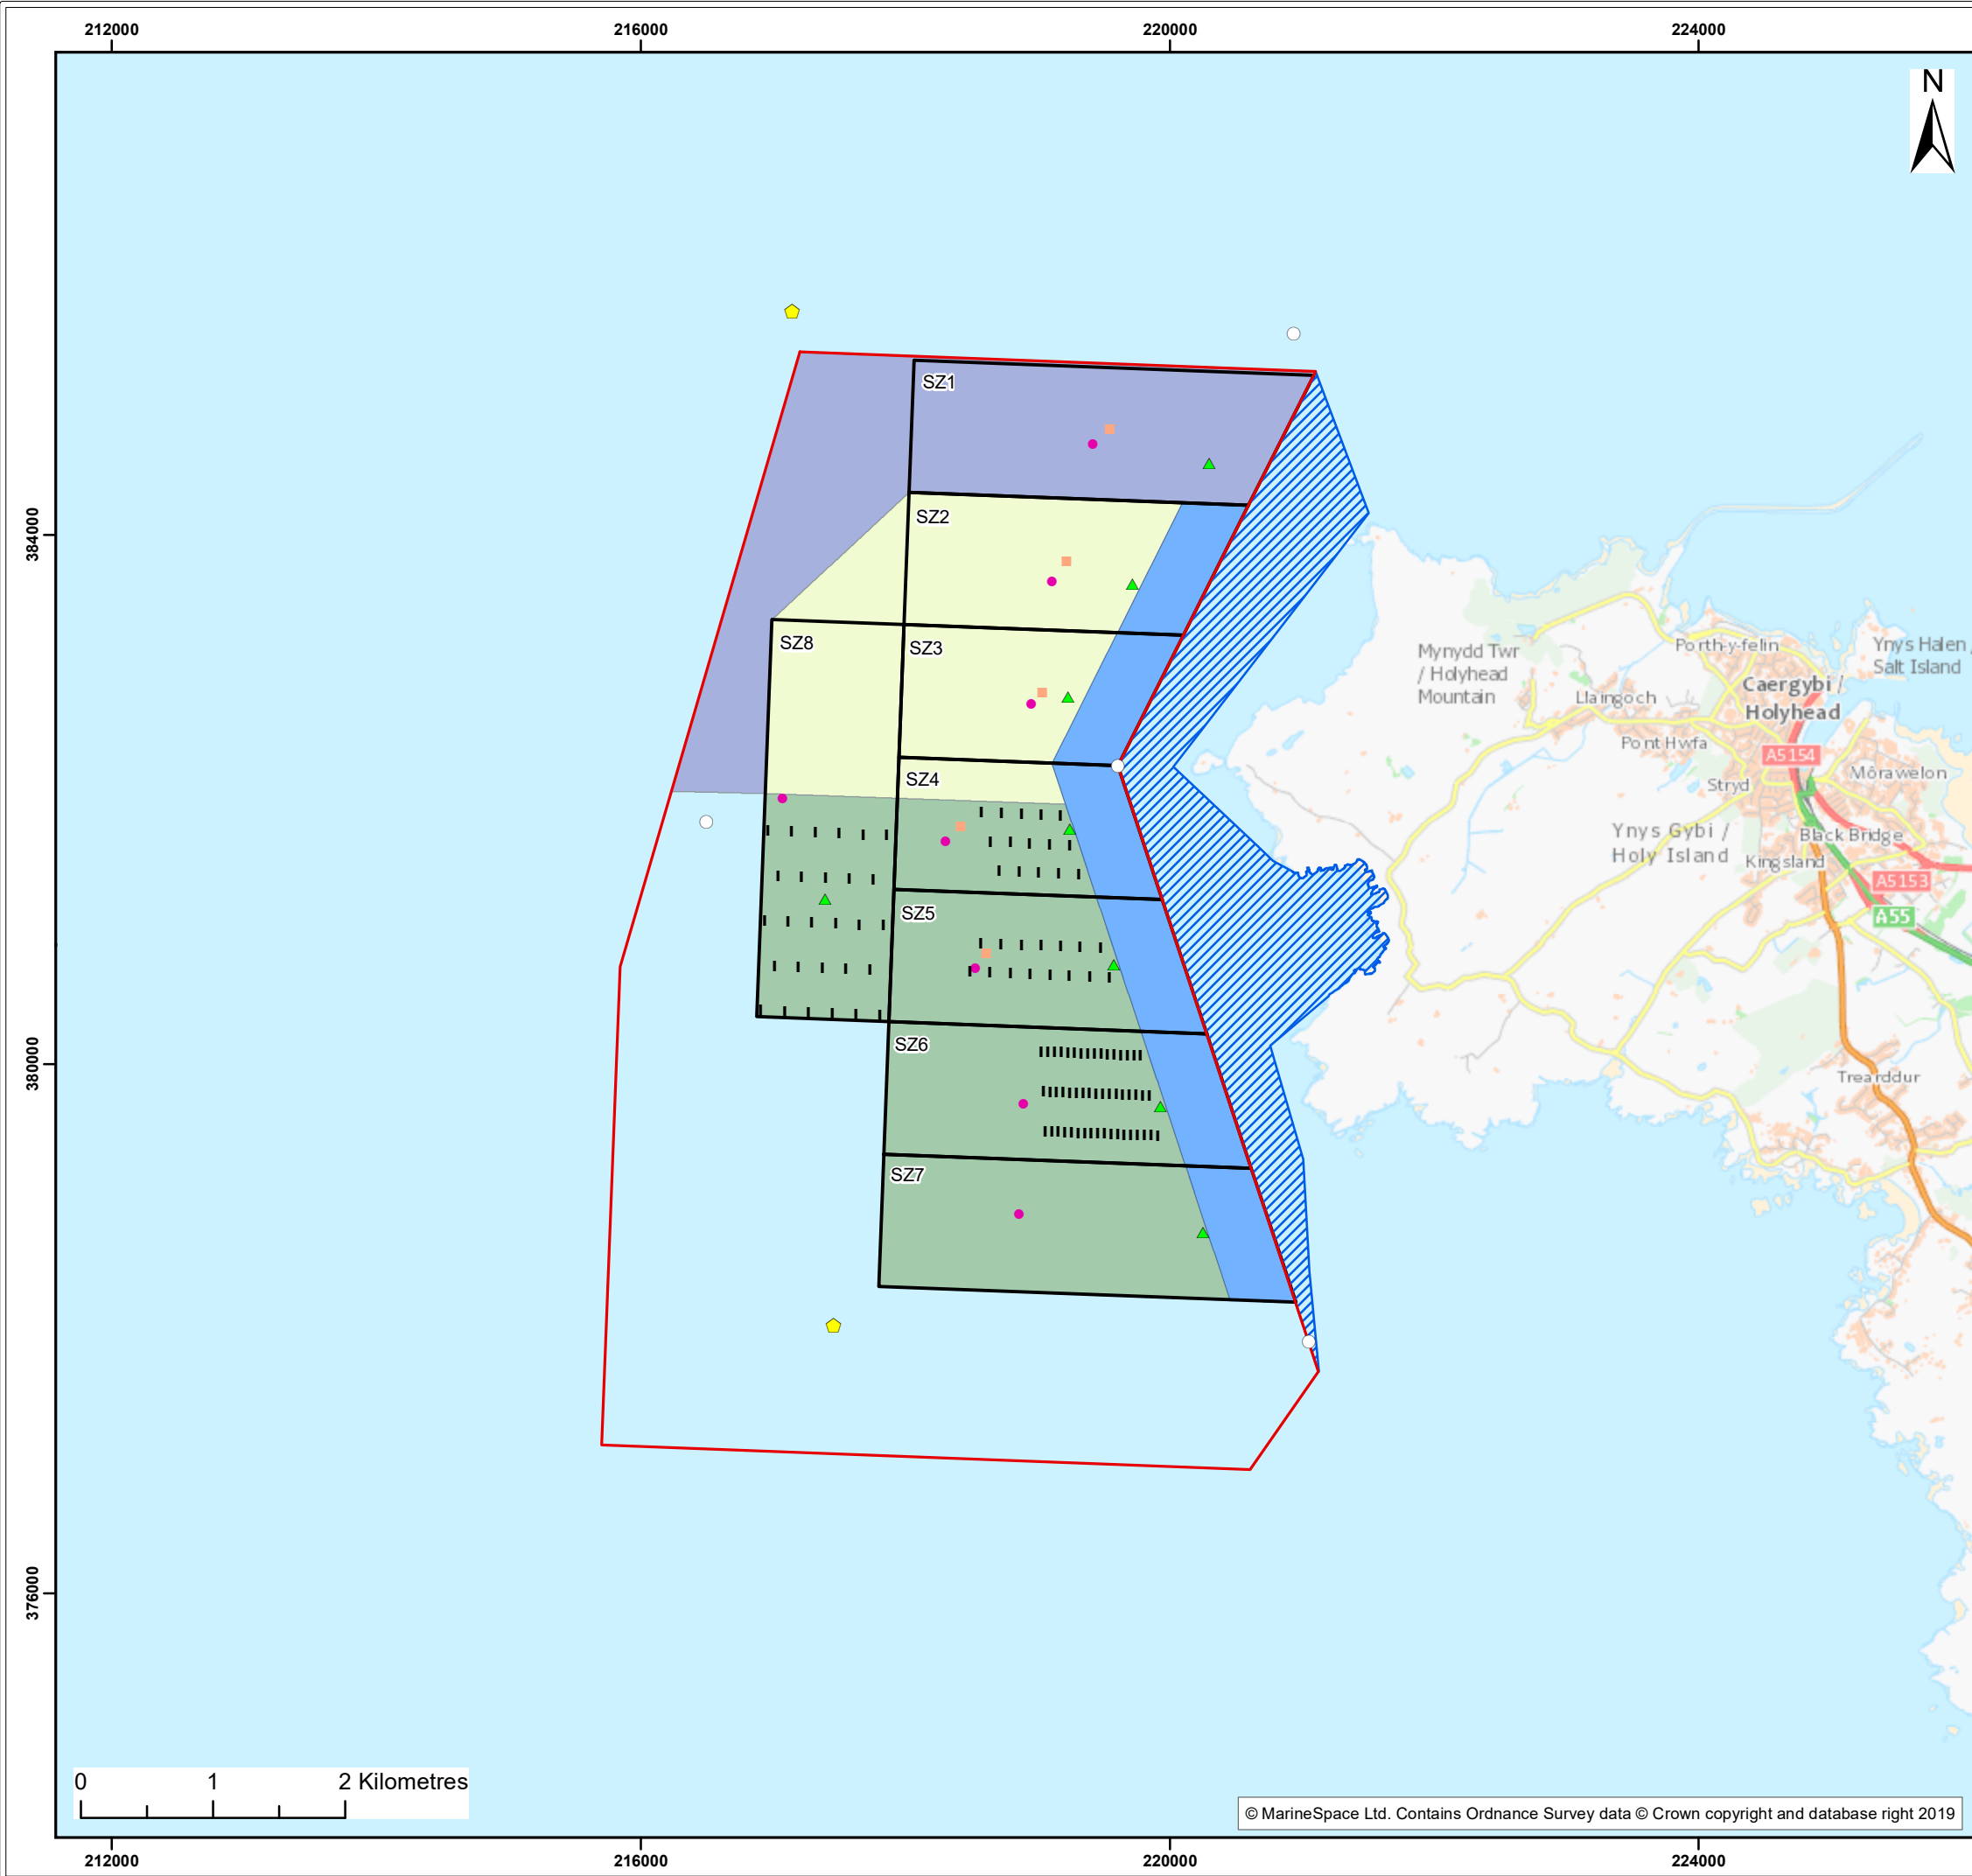 212000
216000
220000
224000
N
SZ1
384000
SZ2
SZ8
SZ3
Mynydd Twr
/ Holyhead
Mountain
Porth-y-felin
Ynys Halen /
Salt Island
Llaingoch
Caergybi /
Holyhead
Pont Hwfa
A5154
Stryd
Môrawelon
SZ4
Ynys Gybi /
Holy Island
Black Bridge
Kingsland
A5153
A55
SZ5
SZ6
380000
Trearddur
SZ7
376000
0 1 2 Kilometres
© MarineSpace Ltd. Contains Ordnance Survey data © Crown copyright and database right 2019
212000
216000
220000
224000